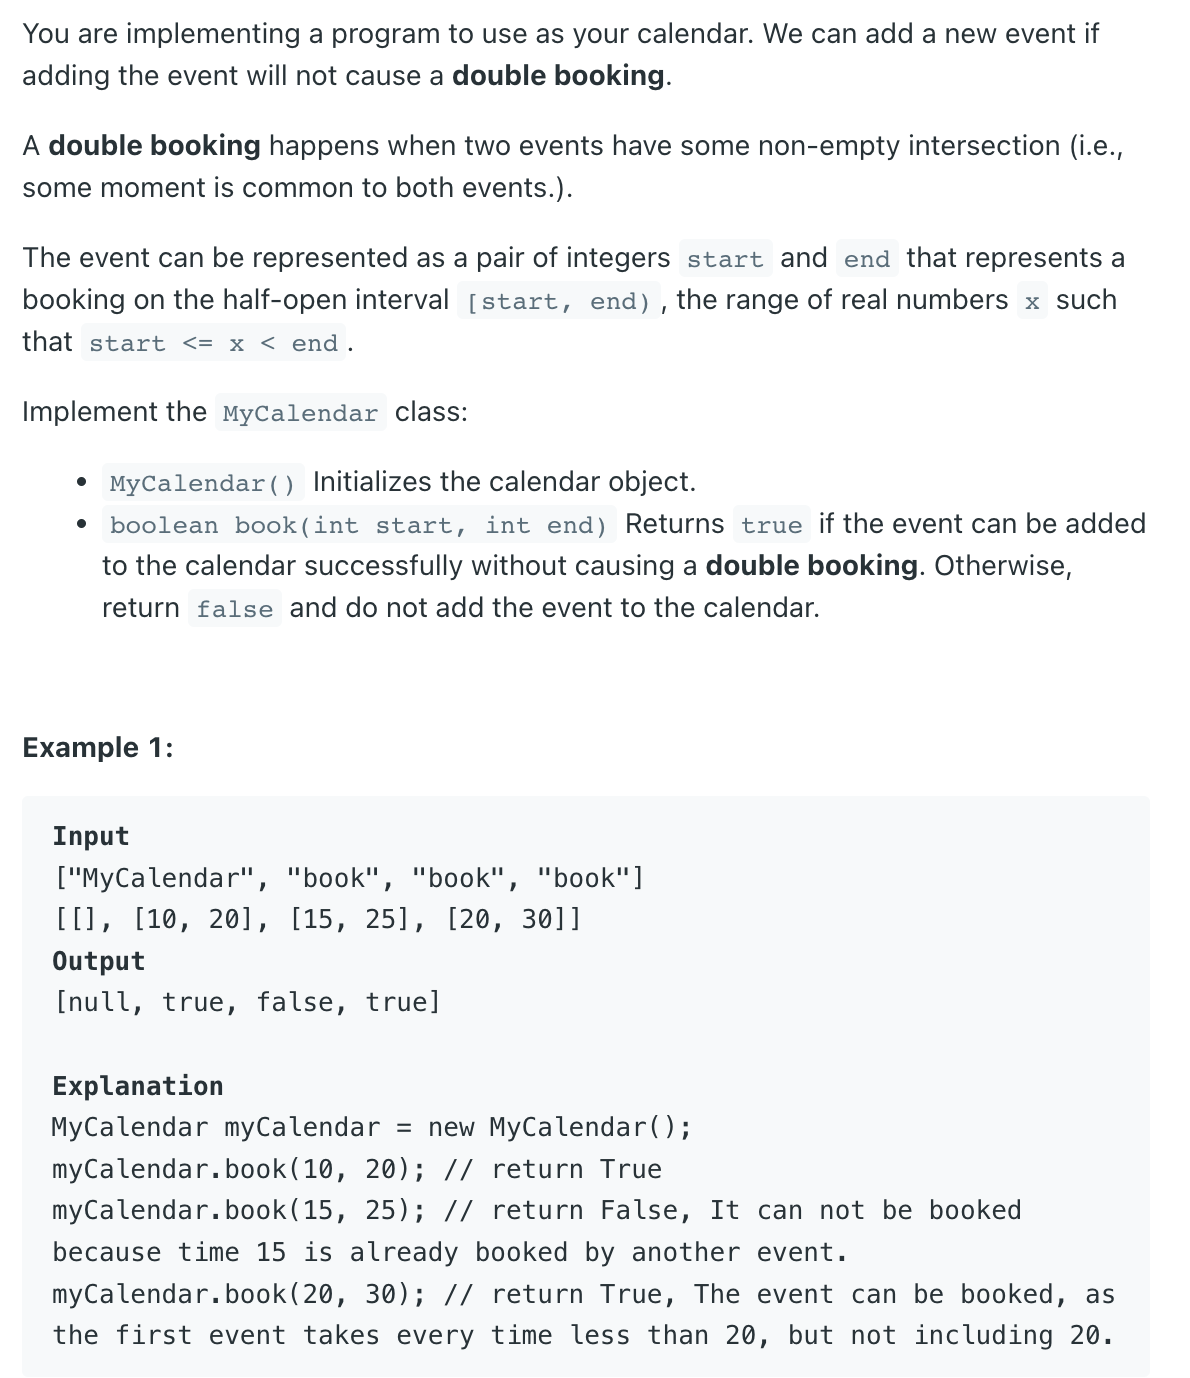 You are implementing a program to use as your calendar. We can add a new event if
adding the event will not cause a double booking.
A double booking happens when two events have some non-empty intersection (i.e.,
some moment is common to both events.).
The event can be represented as a pair of integers start and end that represents a
booking on the half-open interval [start, end), the range of real numbers x such
that start <= x < end.
Implement the MyCalendar class:
• MyCalendar() Initializes the calendar object.
• boolean book(int start, int end) Returns true if the event can be added
to the calendar successfully without causing a double booking. Otherwise,
return false and do not add the event to the calendar.
Example 1:
Input
["MyCalendar", "book", "book", "book"]
[[], [10, 20], [15, 25], [20, 30]]
Output
[null, true, false, true]
Explanation
MyCalendar myCalendar = new MyCalendar();
myCalendar.book(10, 20); // return True
myCalendar.book(15, 25); // return False, It can not be booked
because time 15 is already booked by another event.
myCalendar.book(20, 30); // return True, The event can be booked, as
the first event takes every time less than 20, but not including 20.